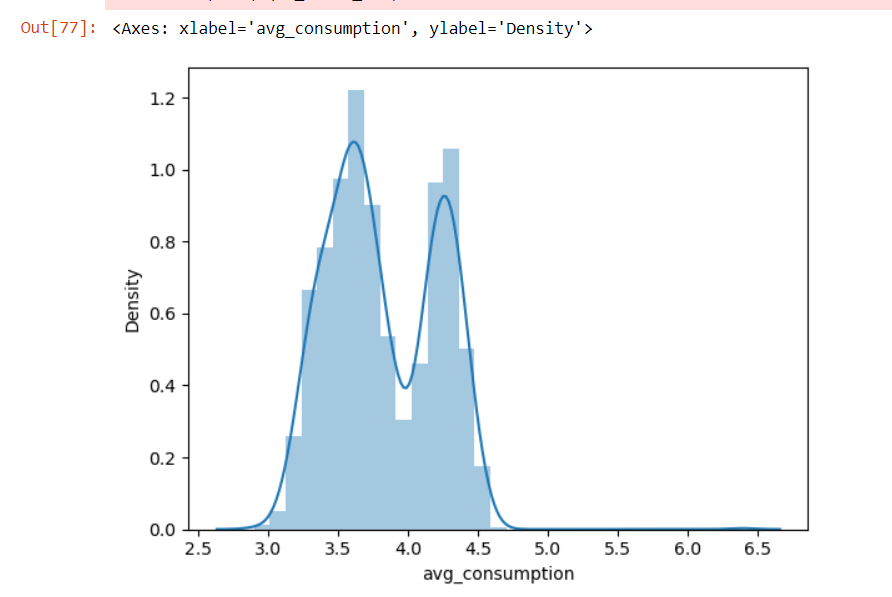 Out[77]: <Axes: xlabel='avg_consumption', ylabel='Density'>
1.2
1.0
0.8
0.6
0.4
0.2
0.0
Density
2.5 3.0 3.5 4.0 4.5 5.0 5.5 6.0 6.5
avg_consumption